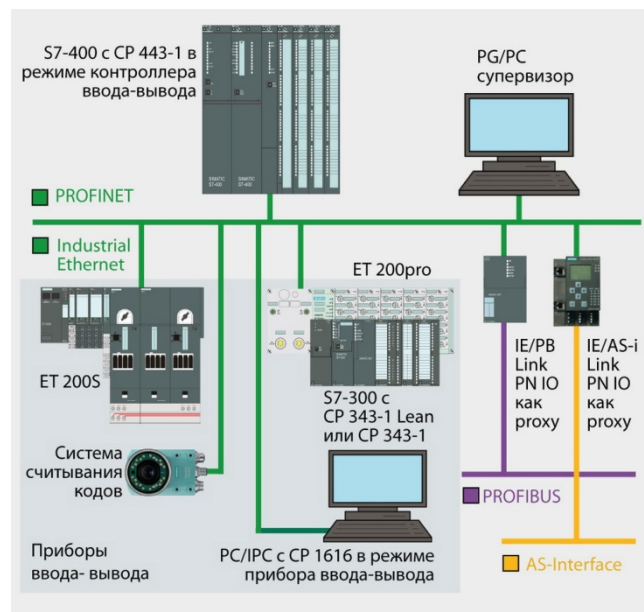 S7-400 с CP 443-1 в
режиме контроллера
ввода-вывода
PG/PC
супервизор
PROFINET
Industrial
Ethernet
ET 200pro
ET 200S
S7-300 с
CP 343-1 Lean
или CP 343-1
IE/PB
Link
PN IO
как
proxy
IE/AS-i
Link
PN IO
как
proxy
Система
считывания
кодов
PROFIBUS
Приборы
ввода- вывода
PC/IPC с CP 1616 в режиме
прибора ввода-вывода
AS-Interface